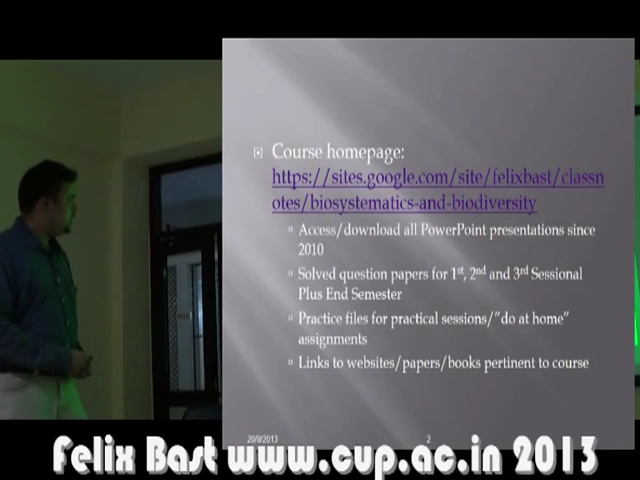 Course homepage:
https://sites.google.com/site/felixbast/classn
otes/biosystematics-and-biodiversity
Access/download all PowerPoint presentations since
2010
Solved question papers for 1st, 2nd and 3rd Sessional
Plus End Semester
Practice files for practical sessions/"do at home"
assignments
Links to websites/papers/books pertinent to course
20/9/2013 2
Felix Bast www.cup.ac.in 2013